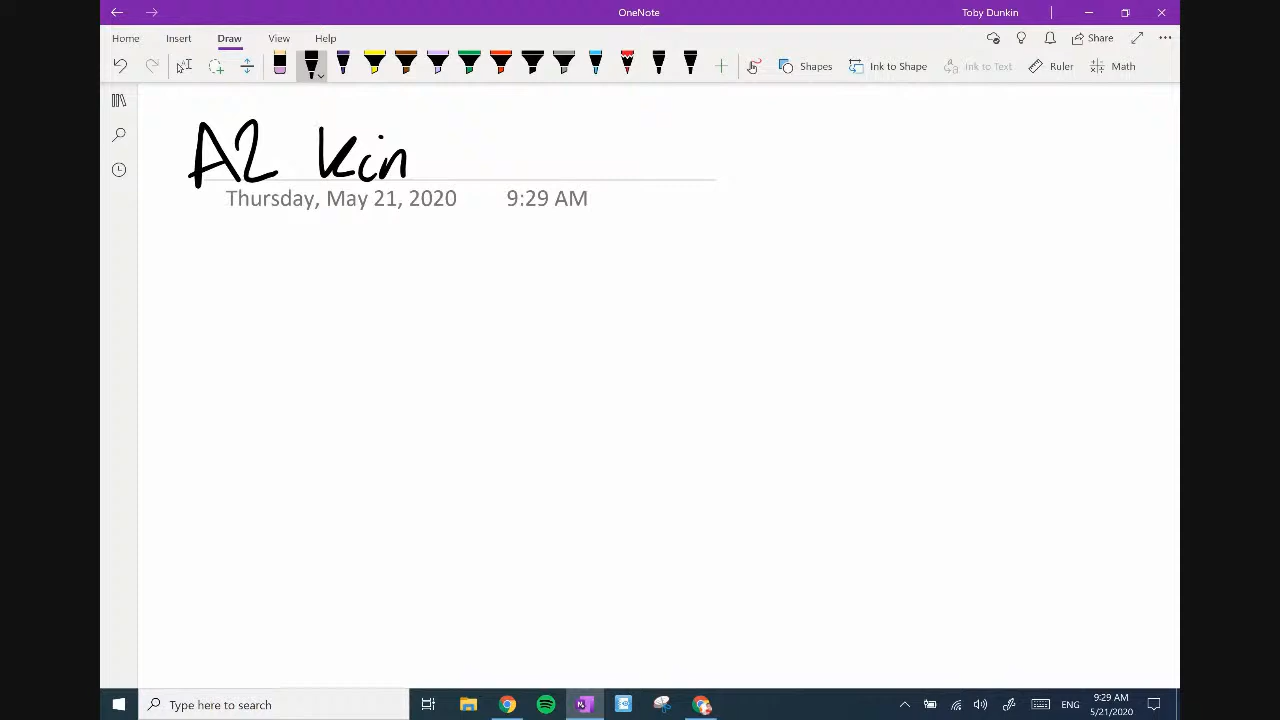 OneNote
Toby Dunkin
Home Insert Draw View Help
Share
Shapes Ink to Shape Ink to Text Ruler Math
A2 Kin
Thursday, May 21, 2020 9:29 AM
Type here to search
ENG
9:29 AM
5/21/2020